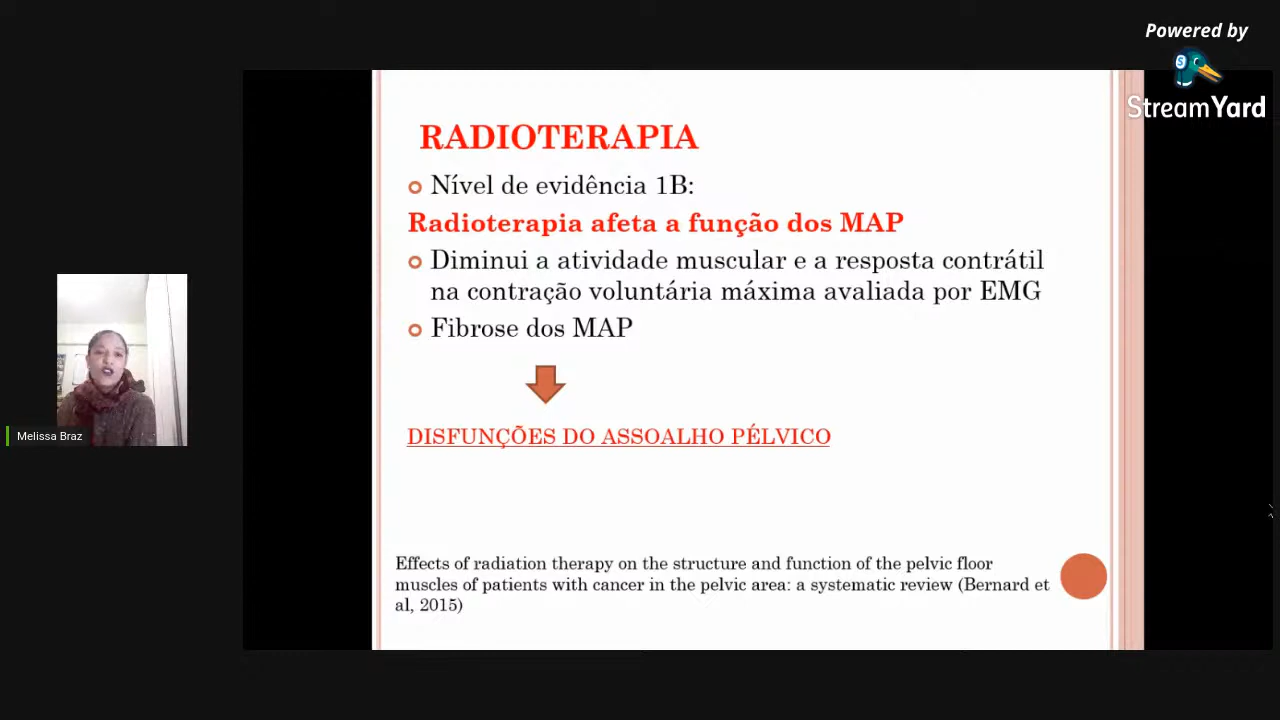 Powered by
StreamYard
RADIOTERAPIA
Nível de evidência 1B:
Radioterapia afeta a função dos MAP
Diminui a atividade muscular e a resposta contrátil
na contração voluntária máxima avaliada por EMG
Fibrose dos MAP
DISFUNÇÕES DO ASSOALHO PÉLVICO
Effects of radiation therapy on the structure and function of the pelvic floor
muscles of patients with cancer in the pelvic area: a systematic review (Bernard et
al, 2015)
Melissa Braz